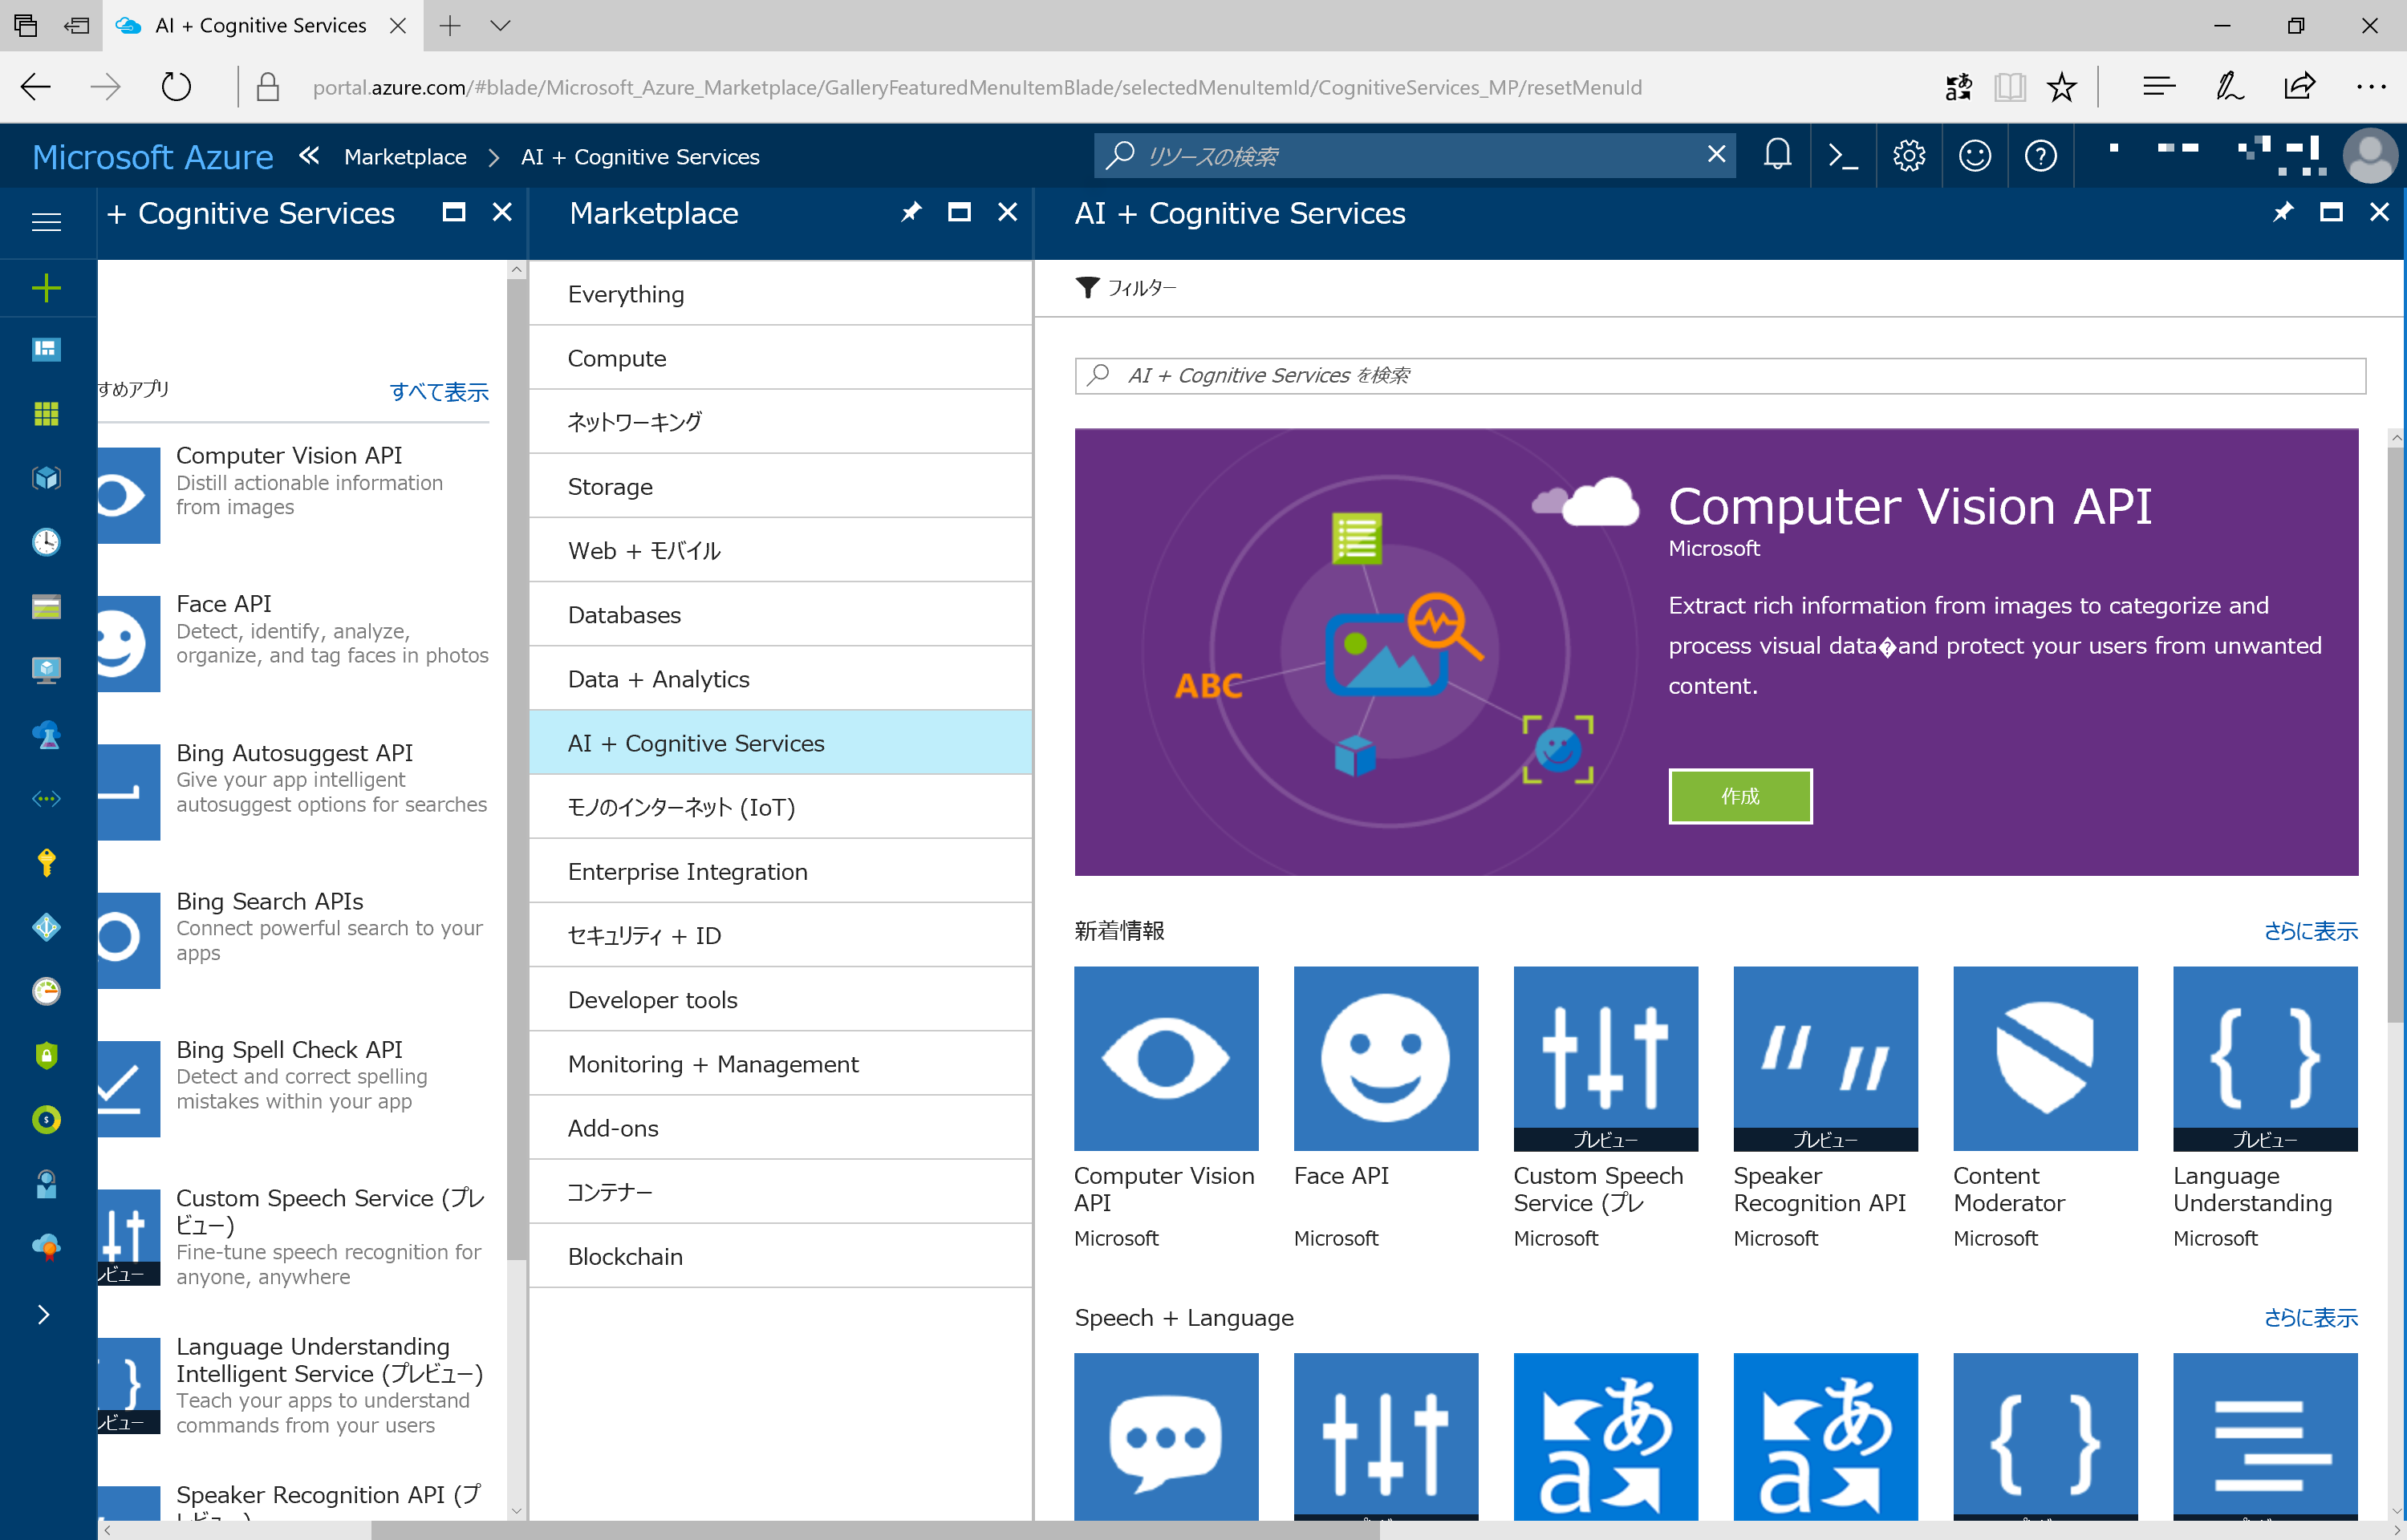 AI + Cognitive Services
portal.azure.com/#blade/Microsoft_Azure_Marketplace/GalleryFeaturedMenuItemBlade/selectedMenuItemId/CognitiveServices_MP/resetMenuId
Microsoft Azure
Marketplace
AI + Cognitive Services
リソースの検索
+ Cognitive Services
すめアプリ
すべて表示
Computer Vision API
Distill actionable information
from images
Face API
Detect, identify, analyze,
organize, and tag faces in photos
Bing Autosuggest API
Give your app intelligent
autosuggest options for searches
Bing Search APIs
Connect powerful search to your
apps
Bing Spell Check API
Detect and correct spelling
mistakes within your app
Custom Speech Service (プレ
ビュー)
Fine-tune speech recognition for
anyone, anywhere
レビュー
Language Understanding
Intelligent Service (プレビュー)
Teach your apps to understand
commands from your users
レビュー
Speaker Recognition API (プ
レビュー)
Marketplace
Everything
Compute
ネットワーキング
Storage
Web + モバイル
Databases
Data + Analytics
AI + Cognitive Services
モノのインターネット (IoT)
Enterprise Integration
セキュリティ + ID
Developer tools
Monitoring + Management
Add-ons
コンテナー
Blockchain
AI + Cognitive Services
フィルター
AI + Cognitive Services を検索
ABC
Computer Vision API
Microsoft
Extract rich information from images to categorize and
process visual data�and protect your users from unwanted
content.
作成
新着情報
さらに表示
プレビュー
プレビュー
プレビュー
Computer Vision
API
Microsoft
Face API
Microsoft
Custom Speech
Service (プレ
Microsoft
Speaker
Recognition API
Microsoft
Content
Moderator
Microsoft
Language
Understanding
Microsoft
Speech + Language
さらに表示
あ
a
あ
a